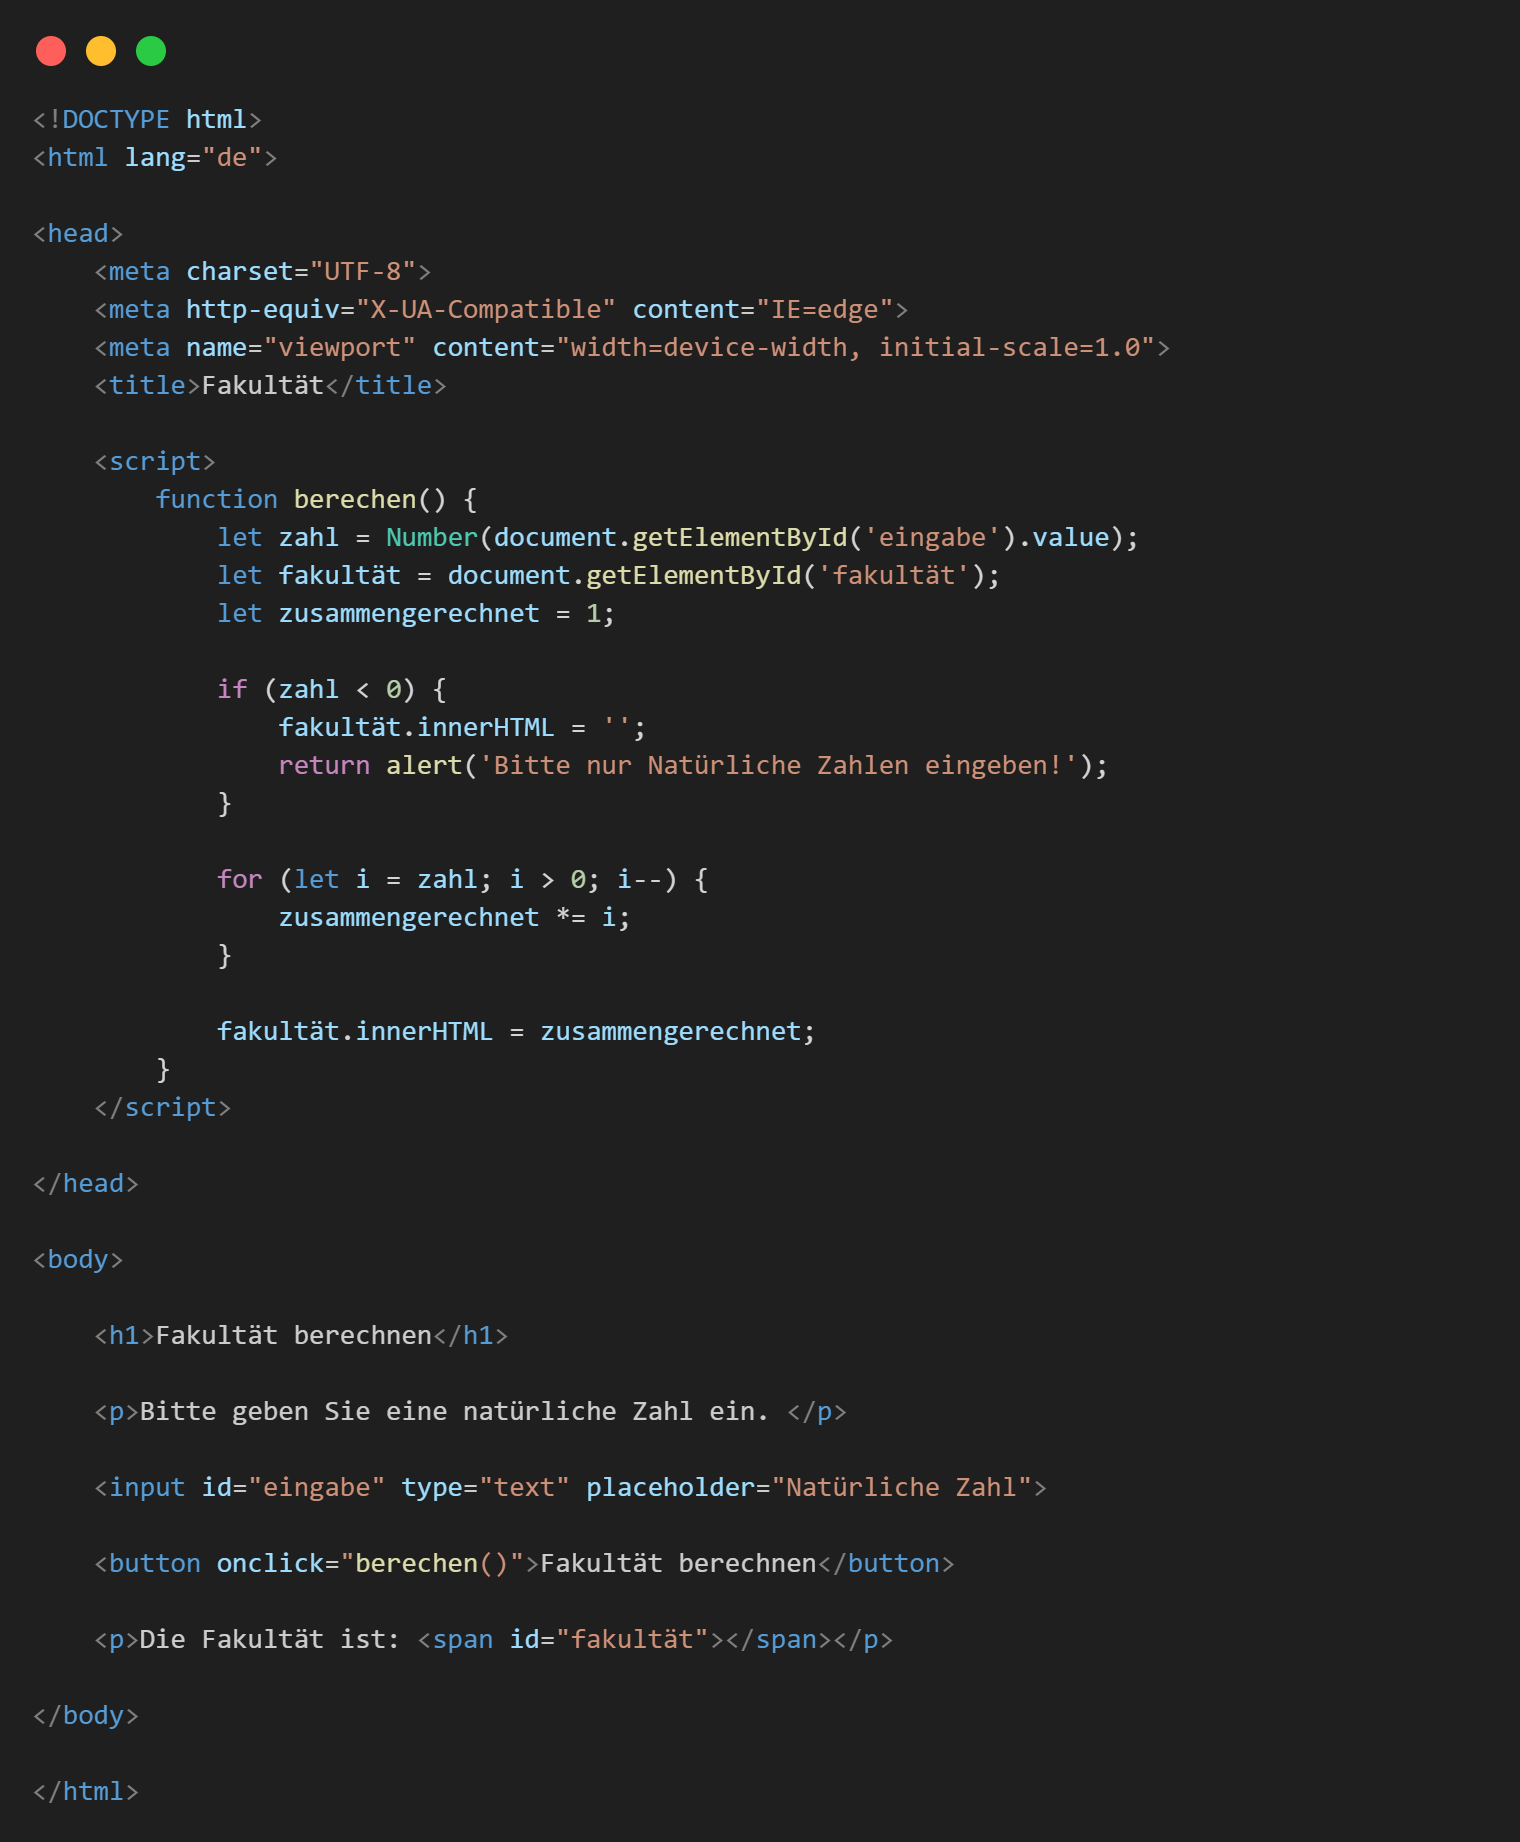 <!DOCTYPE html>
<html lang="de">

<head>
    <meta charset="UTF-8">
    <meta http-equiv="X-UA-Compatible" content="IE=edge">
    <meta name="viewport" content="width=device-width, initial-scale=1.0">
    <title>Fakultät</title>

    <script>
        function berechen() {
            let zahl = Number(document.getElementById('eingabe').value);
            let fakultät = document.getElementById('fakultät');
            let zusammengerechnet = 1;

            if (zahl < 0) {
                fakultät.innerHTML = '';
                return alert('Bitte nur Natürliche Zahlen eingeben!');
            }

            for (let i = zahl; i > 0; i--) {
                zusammengerechnet *= i;
            }

            fakultät.innerHTML = zusammengerechnet;
        }
    </script>

</head>

<body>

    <h1>Fakultät berechnen</h1>

    <p>Bitte geben Sie eine natürliche Zahl ein. </p>

    <input id="eingabe" type="text" placeholder="Natürliche Zahl">

    <button onclick="berechen()">Fakultät berechnen</button>

    <p>Die Fakultät ist: <span id="fakultät"></span></p>

</body>

</html>